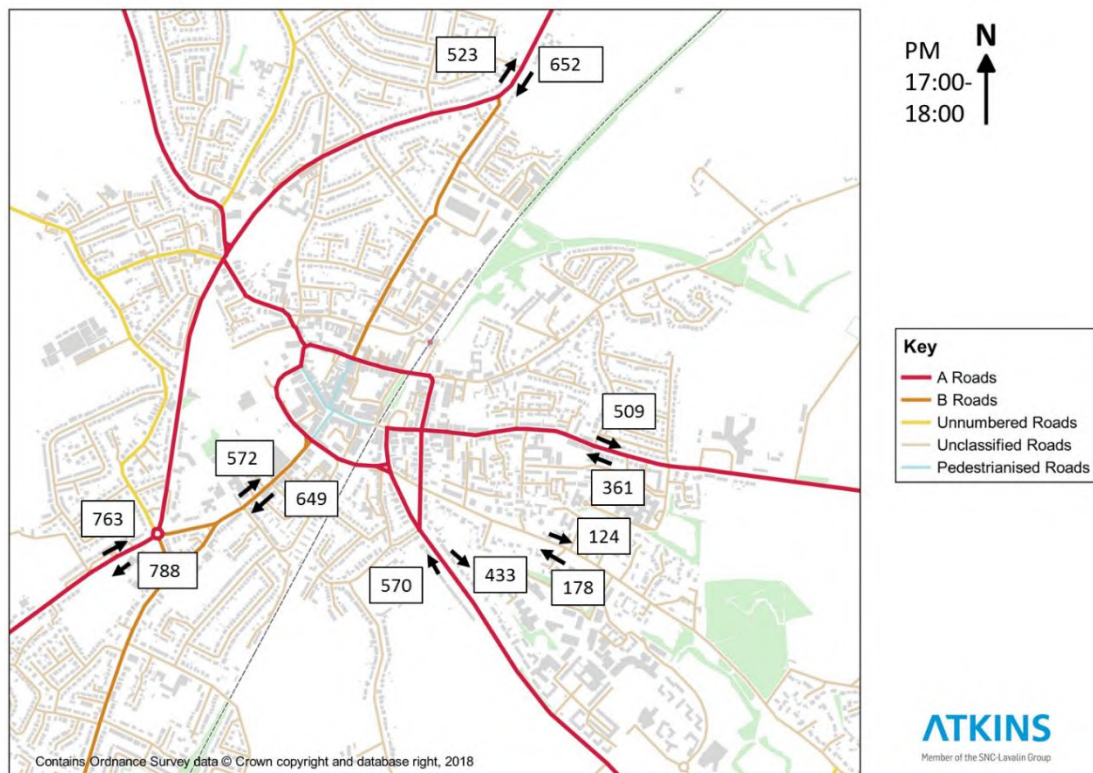 523
652
PM
17:00-
18:00
N
Key
A Roads
B Roads
Unnumbered Roads
Unclassified Roads
Pedestrianised Roads
509
361
572
649
763
788
124
178
433
570
Contains Ordnance Survey data © Crown copyright and database right, 2018
ATKINS
Member of the SNC-Lavalin Group